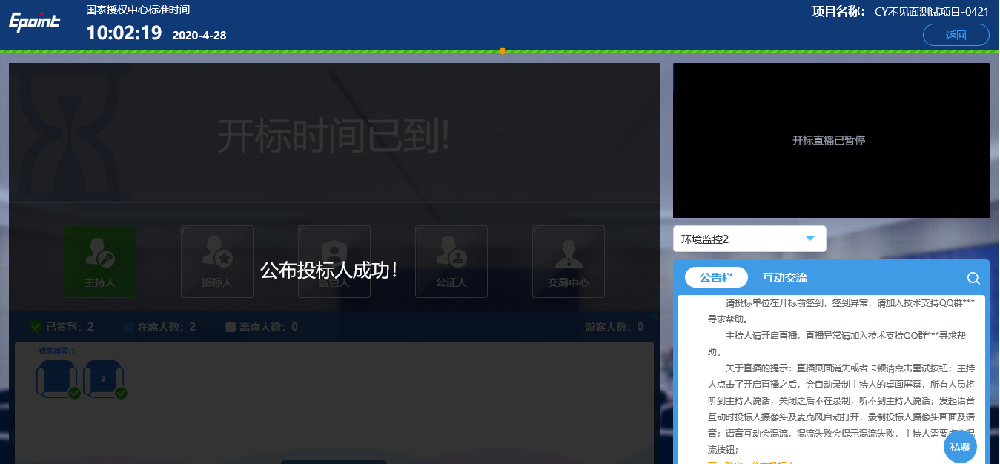 Epoint
国家授权中心标准时间
10:02:19 2020-4-28
项目名称： CY不见面测试项目-0421
返回
开标时间已到!
主持人 招标人 监管人 公证人 交易中心
公布投标人成功!
已签到：2 在席人数：2 离席人数：0 游客人数：0
我的座位:1
2
开标直播已暂停
环境监控2
公告栏 互动交流
请投标单位在开标前签到，签到异常，请加入技术支持QQ群***
寻求帮助。
主持人请开启直播，直播异常请加入技术支持QQ群***寻求帮
助。
关于直播的提示：直播页面消失或者卡顿请点击重试按钮；主持
人点击了开启直播之后，会自动录制主持人的桌面屏幕，所有人员将
听到主持人说话，关闭之后不在录制，听不到主持人说话；发起语音
互动时投标人摄像头及麦克风自动打开，录制投标人摄像头画面及语
音；语音互动会混流，混流失败会提示混流失败，主持人需要点击混
流按钮；
私聊